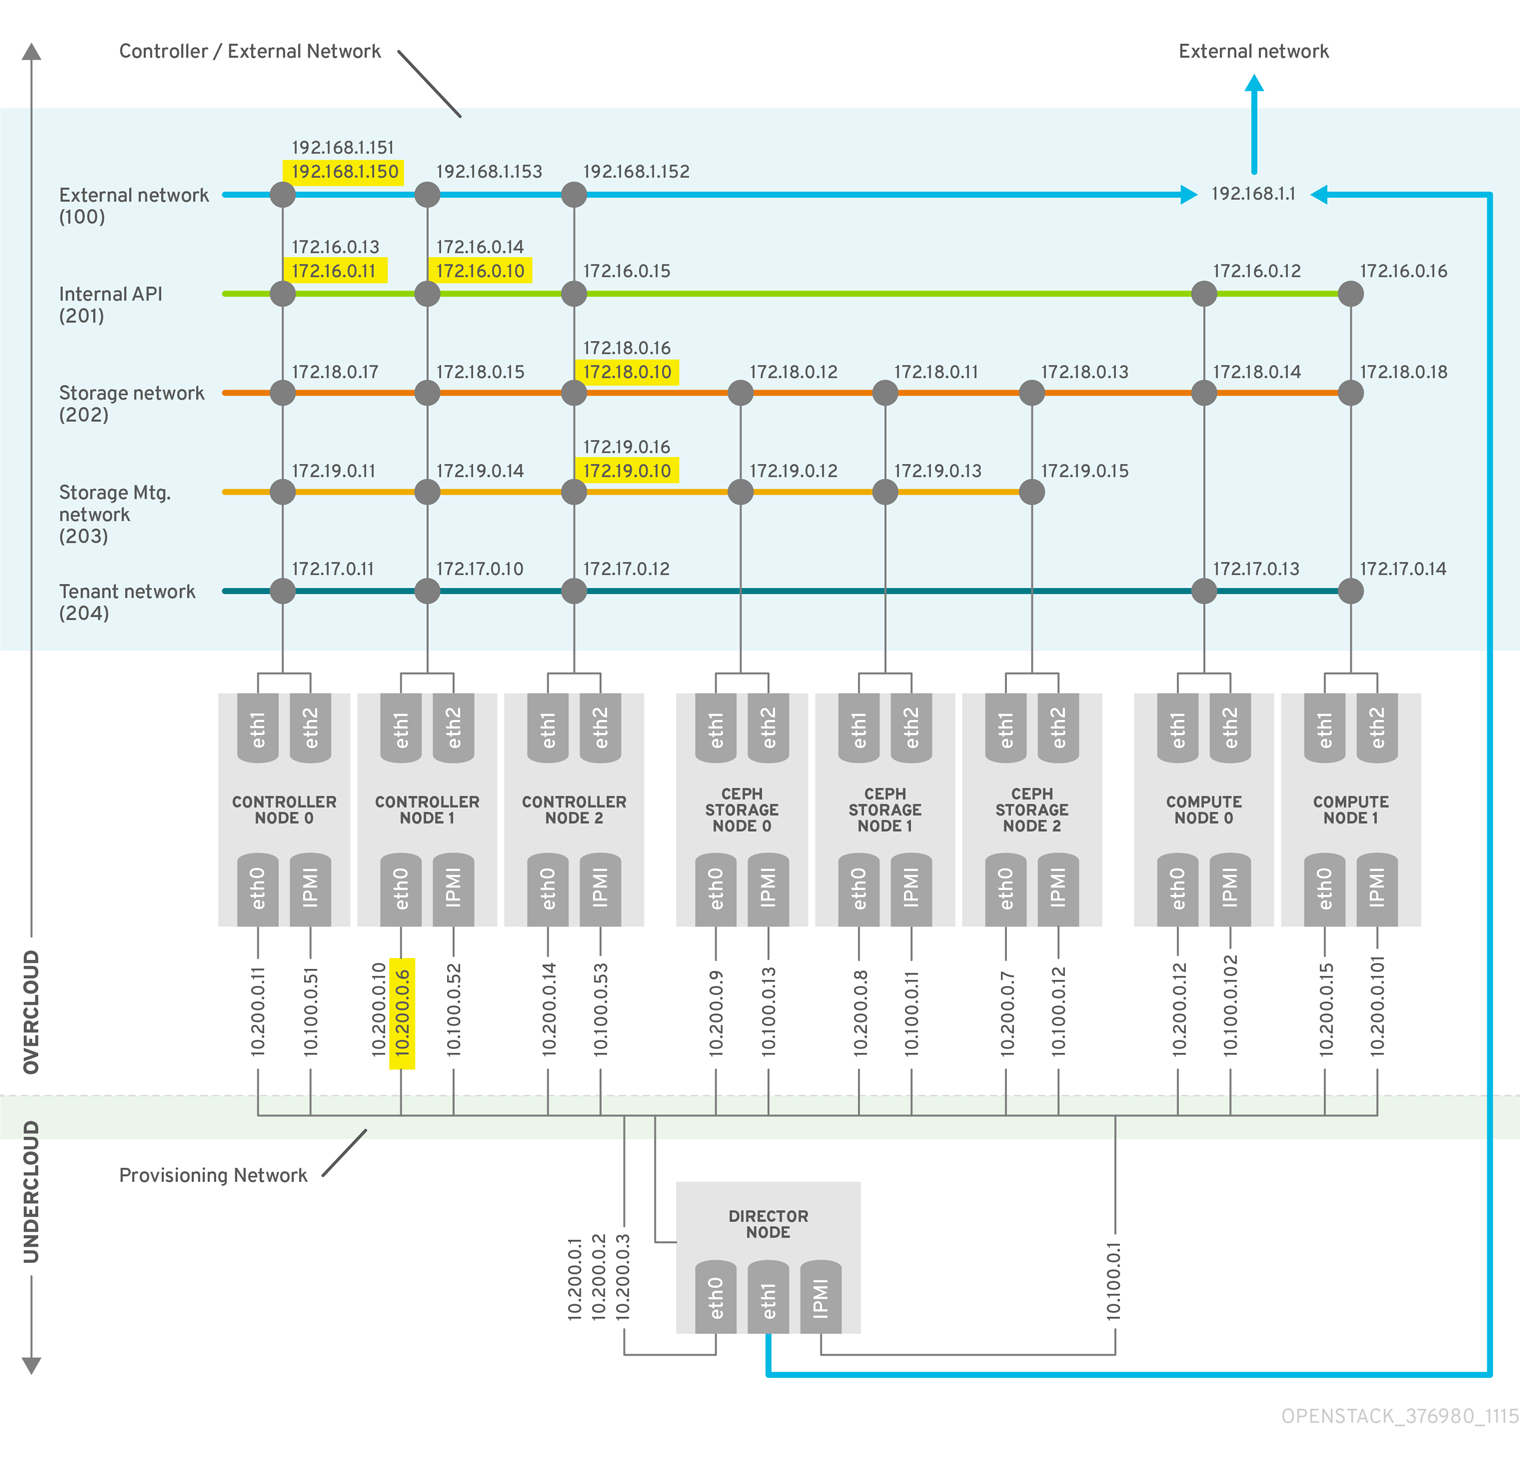 Controller / External Network
External network
192.168.1.151
192.168.1.150
192.168.1.153
192.168.1.152
External network
(100)
192.168.1.1
172.16.0.13
172.16.0.11
172.16.0.14
172.16.0.10
172.16.0.15
172.16.0.12
172.16.0.16
Internal API
(201)
172.18.0.17
172.18.0.15
172.18.0.16
172.18.0.10
172.18.0.12
172.18.0.11
172.18.0.13
172.18.0.14
172.18.0.18
Storage network
(202)
172.19.0.11
172.19.0.14
172.19.0.16
172.19.0.10
172.19.0.12
172.19.0.13
172.19.0.15
Storage Mtg.
network
(203)
172.17.0.11
172.17.0.10
172.17.0.12
172.17.0.13
172.17.0.14
Tenant network
(204)
eth1
eth2
CONTROLLER
NODE 0
eth0
IPMI
eth1
eth2
CONTROLLER
NODE 1
eth0
IPMI
eth1
eth2
CONTROLLER
NODE 2
eth0
IPMI
eth1
eth2
CEPH
STORAGE
NODE 0
eth0
IPMI
eth1
eth2
CEPH
STORAGE
NODE 1
eth0
IPMI
eth1
eth2
CEPH
STORAGE
NODE 2
eth0
IPMI
eth1
eth2
COMPUTE
NODE 0
eth0
IPMI
eth1
eth2
COMPUTE
NODE 1
eth0
IPMI
OVERCLOUD
10.200.0.11
10.100.0.51
10.200.0.10
10.200.0.6
10.100.0.52
10.200.0.14
10.100.0.53
10.200.0.9
10.100.0.13
10.200.0.8
10.100.0.11
10.200.0.7
10.100.0.12
10.200.0.12
10.100.0.102
10.200.0.15
10.200.0.101
UNDERCLOUD
Provisioning Network
10.200.0.1
10.200.0.2
10.200.0.3
DIRECTOR
NODE
eth0
eth1
IPMI
10.100.0.1
OPENSTACK_376980_1115